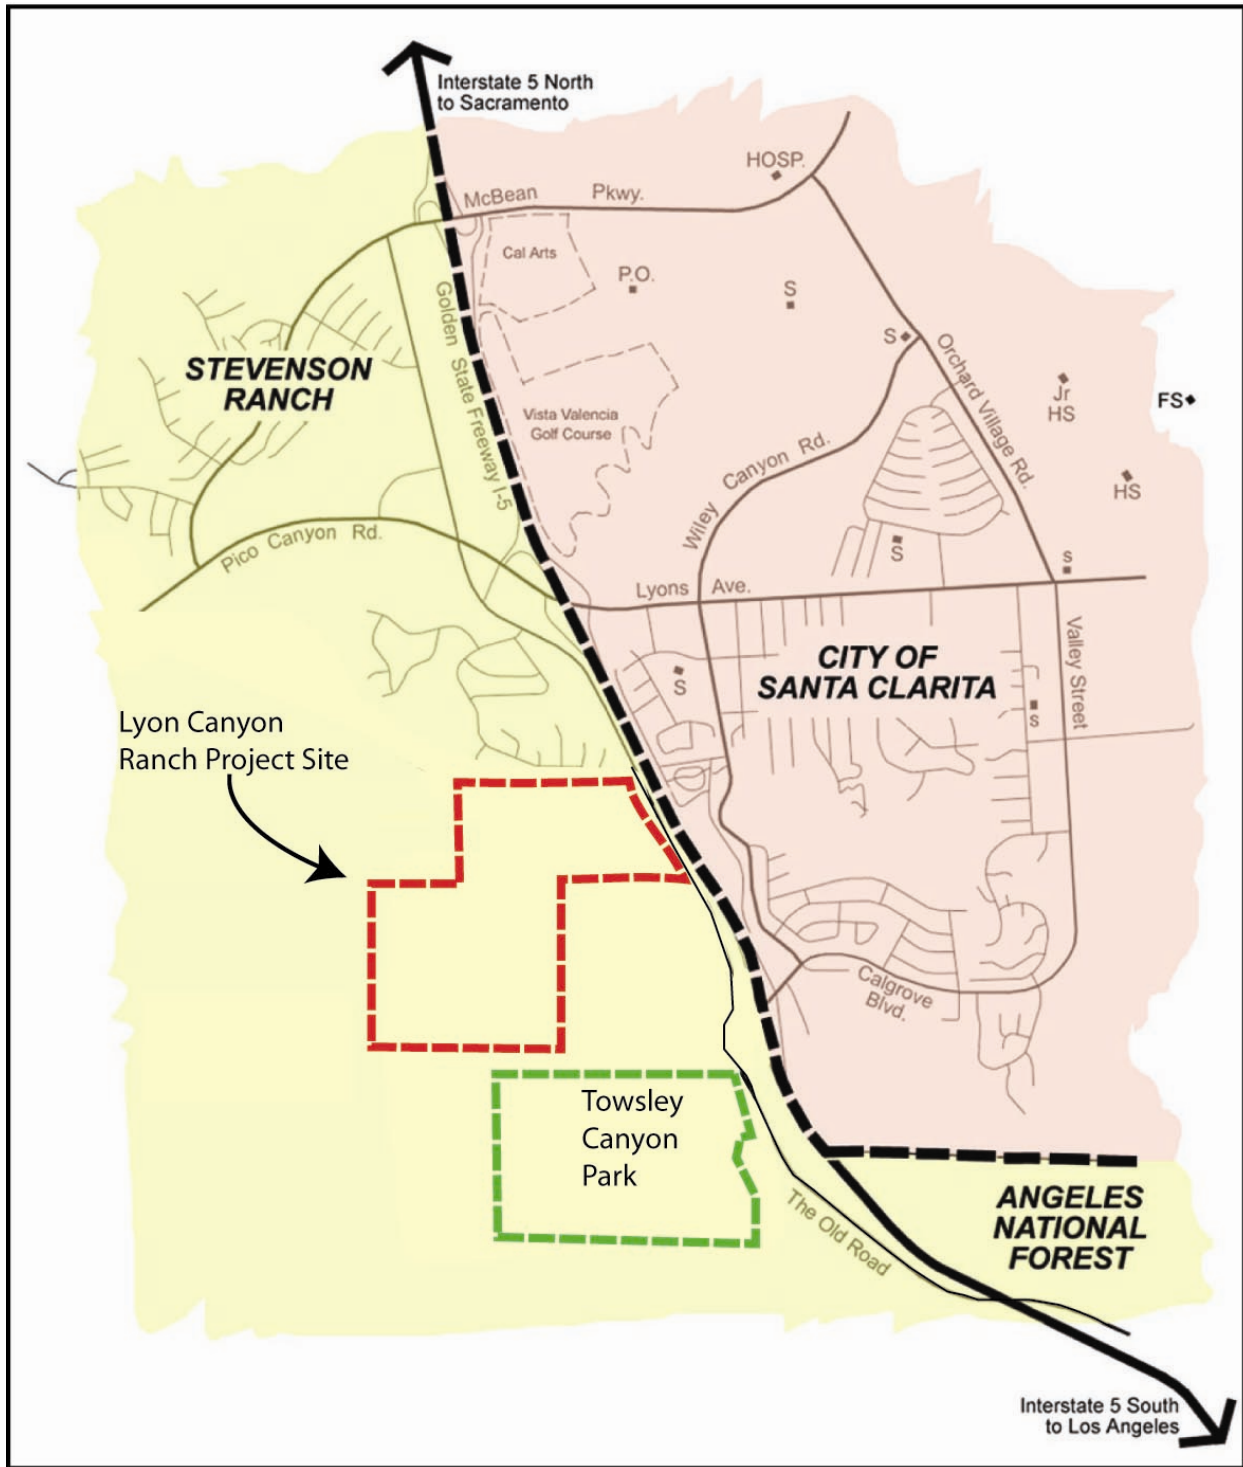 Interstate 5 North
to Sacramento
HOSP.
McBean Pkwy.
Cal Arts
P.O.
S
Golden State Freeway I-5
S
Orchard Village Rd.
STEVENSON
RANCH
Jr
HS
FS
Vista Valencia
Golf Course
Wiley Canyon Rd.
HS
Pico Canyon Rd.
S
s
Lyons Ave.
Valley Street
CITY OF
SANTA CLARITA
S
s
Lyon Canyon
Ranch Project Site
Calgrove
Blvd.
Towsley
Canyon
Park
The Old Road
ANGELES
NATIONAL
FOREST
Interstate 5 South
to Los Angeles